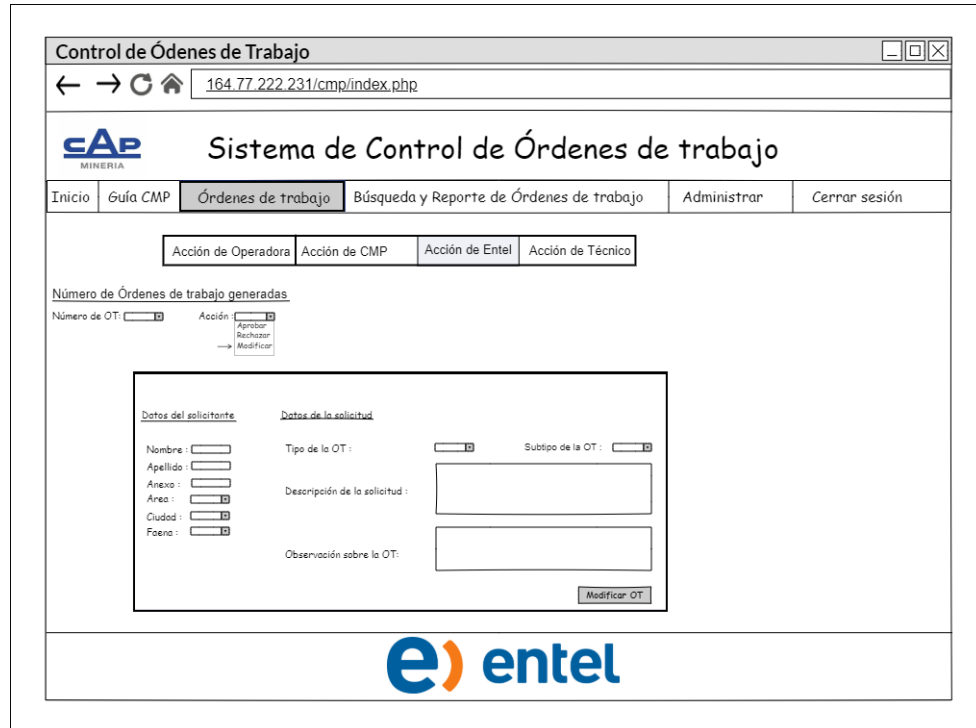 Control de Ódenes de Trabajo
164.77.222.231/cmp/index.php
CAP
MINERIA
Sistema de Control de Órdenes de trabajo
Inicio Guía CMP Órdenes de trabajo Búsqueda y Reporte de Órdenes de trabajo Administrar Cerrar sesión
Acción de Operadora Acción de CMP Acción de Entel Acción de Técnico
Número de Órdenes de trabajo generadas
Número de OT: Acción :
Aprobar
Rechazar
Modificar
Datos del solicitante Datos de la solicitud
Nombre : Tipo de la OT : Subtipo de la OT :
Apellido :
Anexo :
Area : Descripción de la solicitud :
Ciudad :
Faena :
Observación sobre la OT:
Modificar OT
entel